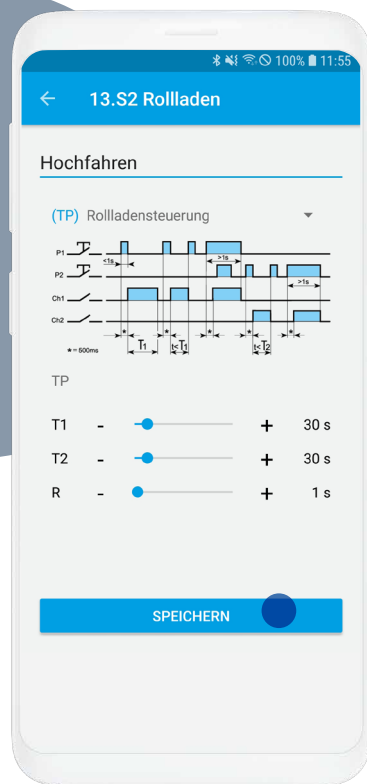 100% 11:55
13.S2 Rollladen
Hochfahren
(TP) Rollladensteuerung
P1 <1s >1s
P2 >1s
Ch1
Ch2
* * * * *
*= 500ms T1 t<T1 t<T2
TP
T1 - + 30 s
T2 - + 30 s
R - + 1 s
SPEICHERN